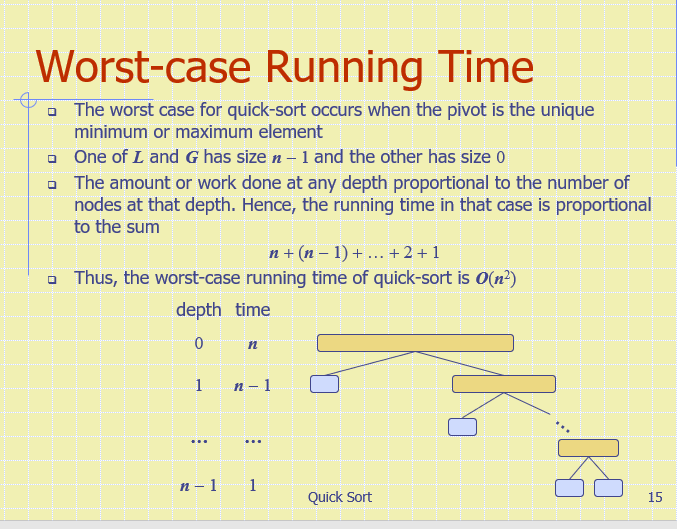 Worst-case Running Time
The worst case for quick-sort occurs when the pivot is the unique
minimum or maximum element
One of L and G has size n − 1 and the other has size 0
The amount or work done at any depth proportional to the number of
nodes at that depth. Hence, the running time in that case is proportional
to the sum
n + (n − 1) + … + 2 + 1
Thus, the worst-case running time of quick-sort is O(n²)
depth time
0 n
1 n − 1
… …
n − 1 1
Quick Sort 15